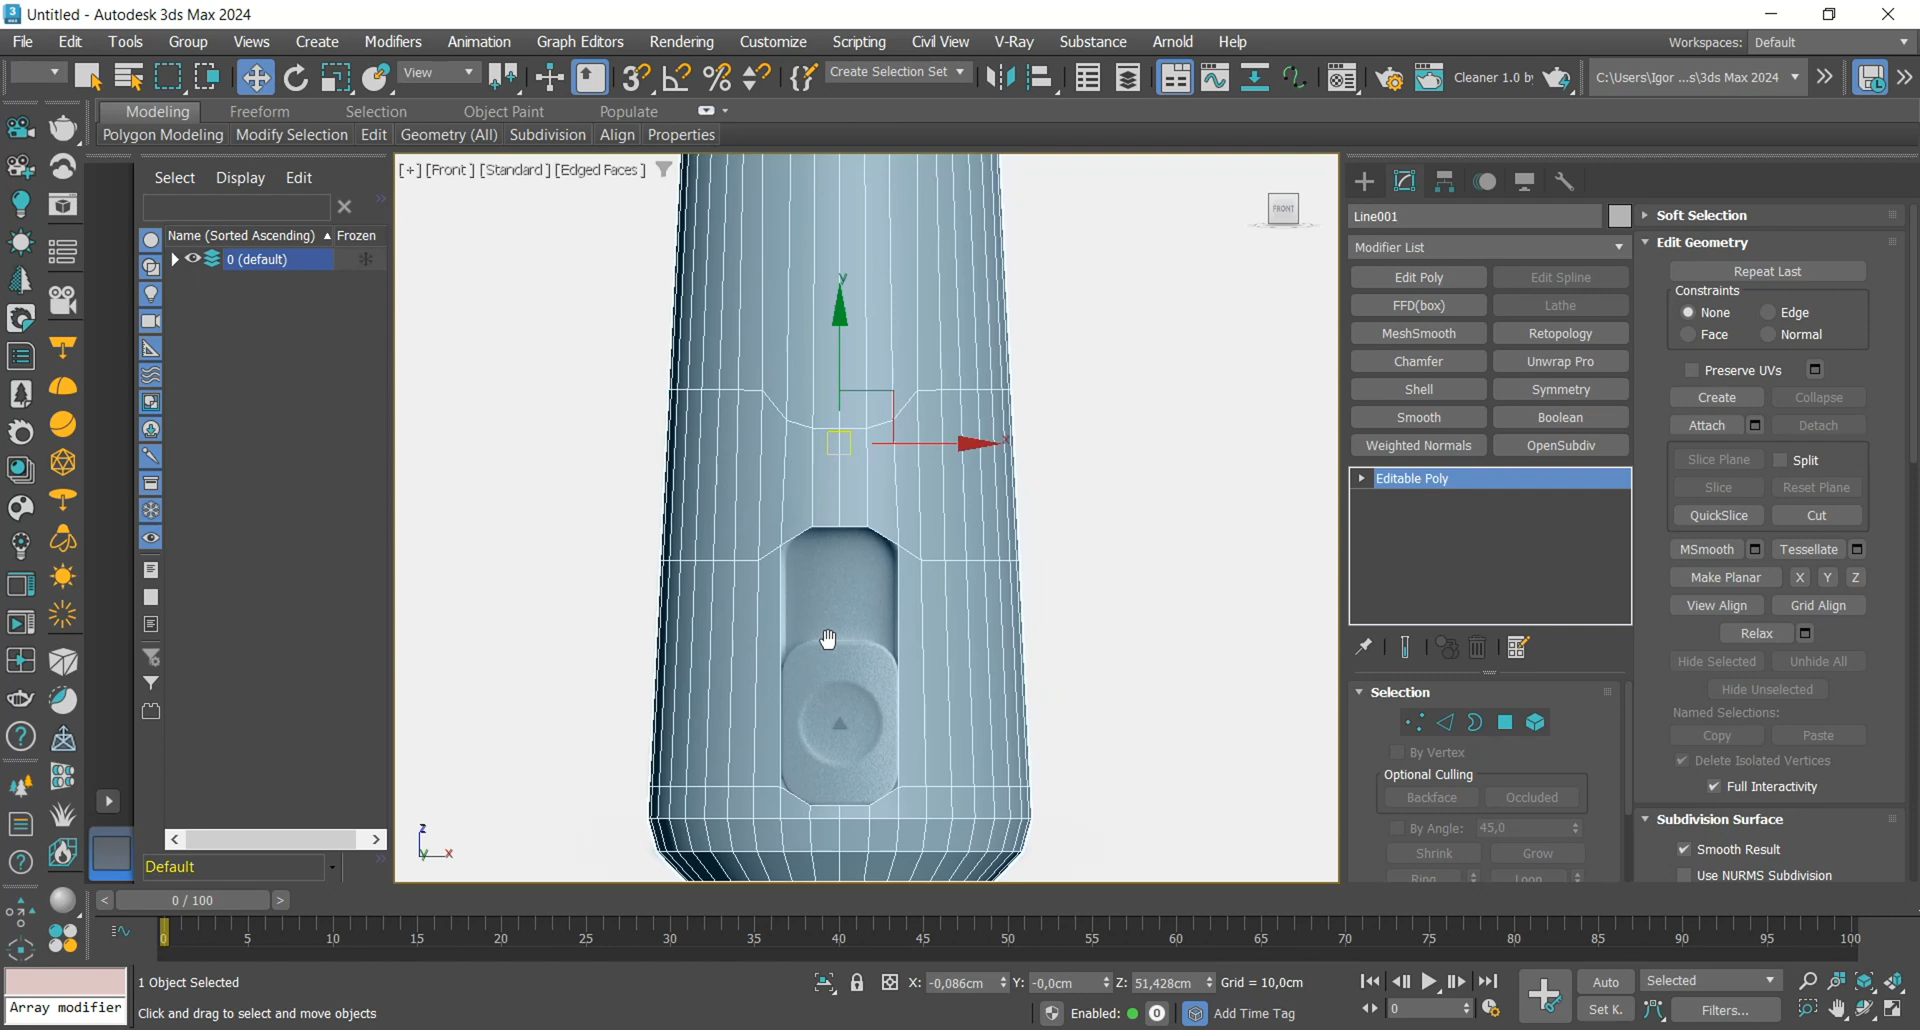 Untitled - Autodesk 3ds Max 2024
File Edit Tools Group Views Create Modifiers Animation Graph Editors Rendering Customize Scripting Civil View V-Ray Substance Arnold Help Workspaces: Default
View Create Selection Set Cleaner 1.0 by C:\Users\Igor ...s\3ds Max 2024
Modeling Freeform Selection Object Paint Populate
Polygon Modeling Modify Selection Edit Geometry (All) Subdivision Align Properties
Select Display Edit
Name (Sorted Ascending) Frozen
0 (default)
Default
[+] [Front ] [Standard ] [Edged Faces ]
FRONT
y
x
z
y x
Line001
Modifier List
Edit Poly Edit Spline
FFD(box) Lathe
MeshSmooth Retopology
Chamfer Unwrap Pro
Shell Symmetry
Smooth Boolean
Weighted Normals OpenSubdiv
Editable Poly
Selection
By Vertex
Optional Culling
Backface Occluded
By Angle: 45,0
Shrink Grow
Ring Loop
Soft Selection
Edit Geometry
Repeat Last
Constraints
None Edge
Face Normal
Preserve UVs
Create Collapse
Attach Detach
Slice Plane Split
Slice Reset Plane
QuickSlice Cut
MSmooth Tessellate
Make Planar X Y Z
View Align Grid Align
Relax
Hide Selected Unhide All
Hide Unselected
Named Selections:
Copy Paste
Delete Isolated Vertices
Full Interactivity
Subdivision Surface
Smooth Result
Use NURMS Subdivision
< 0 / 100 >
0 5 10 15 20 25 30 35 40 45 50 55 60 65 70 75 80 85 90 95 100
Array modifier
1 Object Selected
Click and drag to select and move objects
X: -0,086cm Y: -0,0cm Z: 51,428cm Grid = 10,0cm
Enabled: 0 Add Time Tag
0
Auto Selected
Set K. Filters...